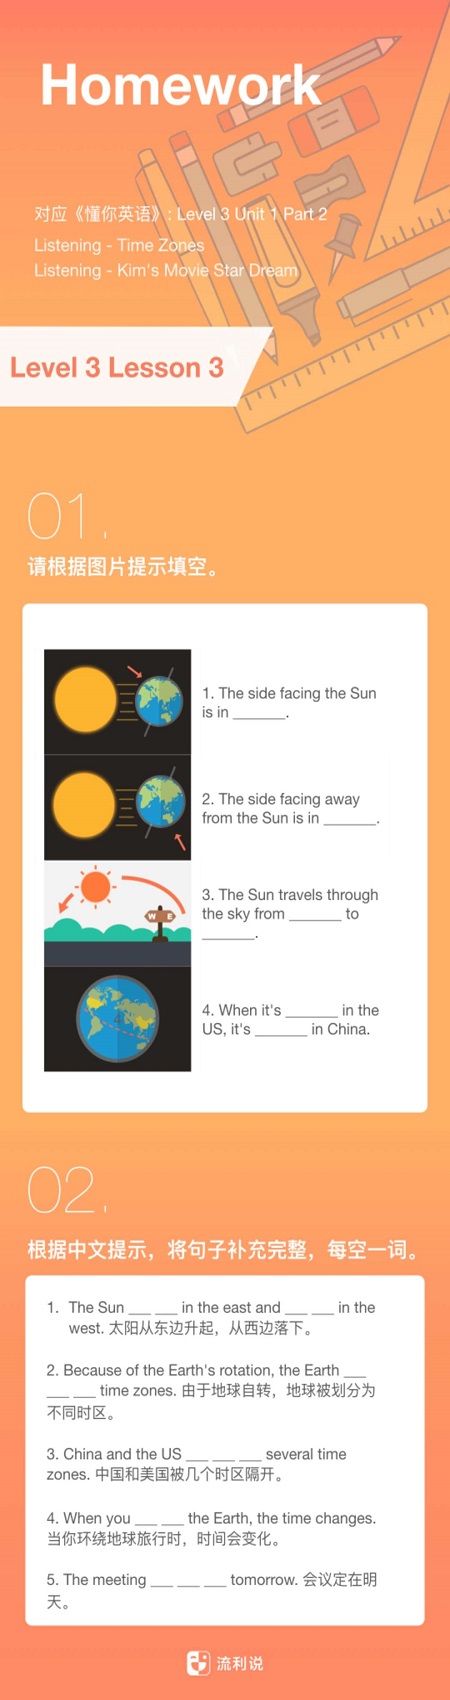 Homework
对应《懂你英语》: Level 3 Unit 1 Part 2
Listening - Time Zones
Listening - Kim's Movie Star Dream
Level 3 Lesson 3
01.
请根据图片提示填空。
1. The side facing the Sun
is in _______.
2. The side facing away
from the Sun is in _______.
W E
3. The Sun travels through
the sky from _______ to
_______.
4. When it's _______ in the
US, it's _______ in China.
02.
根据中文提示，将句子补充完整，每空一词。
1. The Sun ___ ___ in the east and ___ ___ in the
west. 太阳从东边升起，从西边落下。
2. Because of the Earth's rotation, the Earth ___
___ ___ time zones. 由于地球自转，地球被划分为
不同时区。
3. China and the US ___ ___ ___ several time
zones. 中国和美国被几个时区隔开。
4. When you ___ ___ the Earth, the time changes.
当你环绕地球旅行时，时间会变化。
5. The meeting ___ ___ ___ tomorrow. 会议定在明
天。
流利说